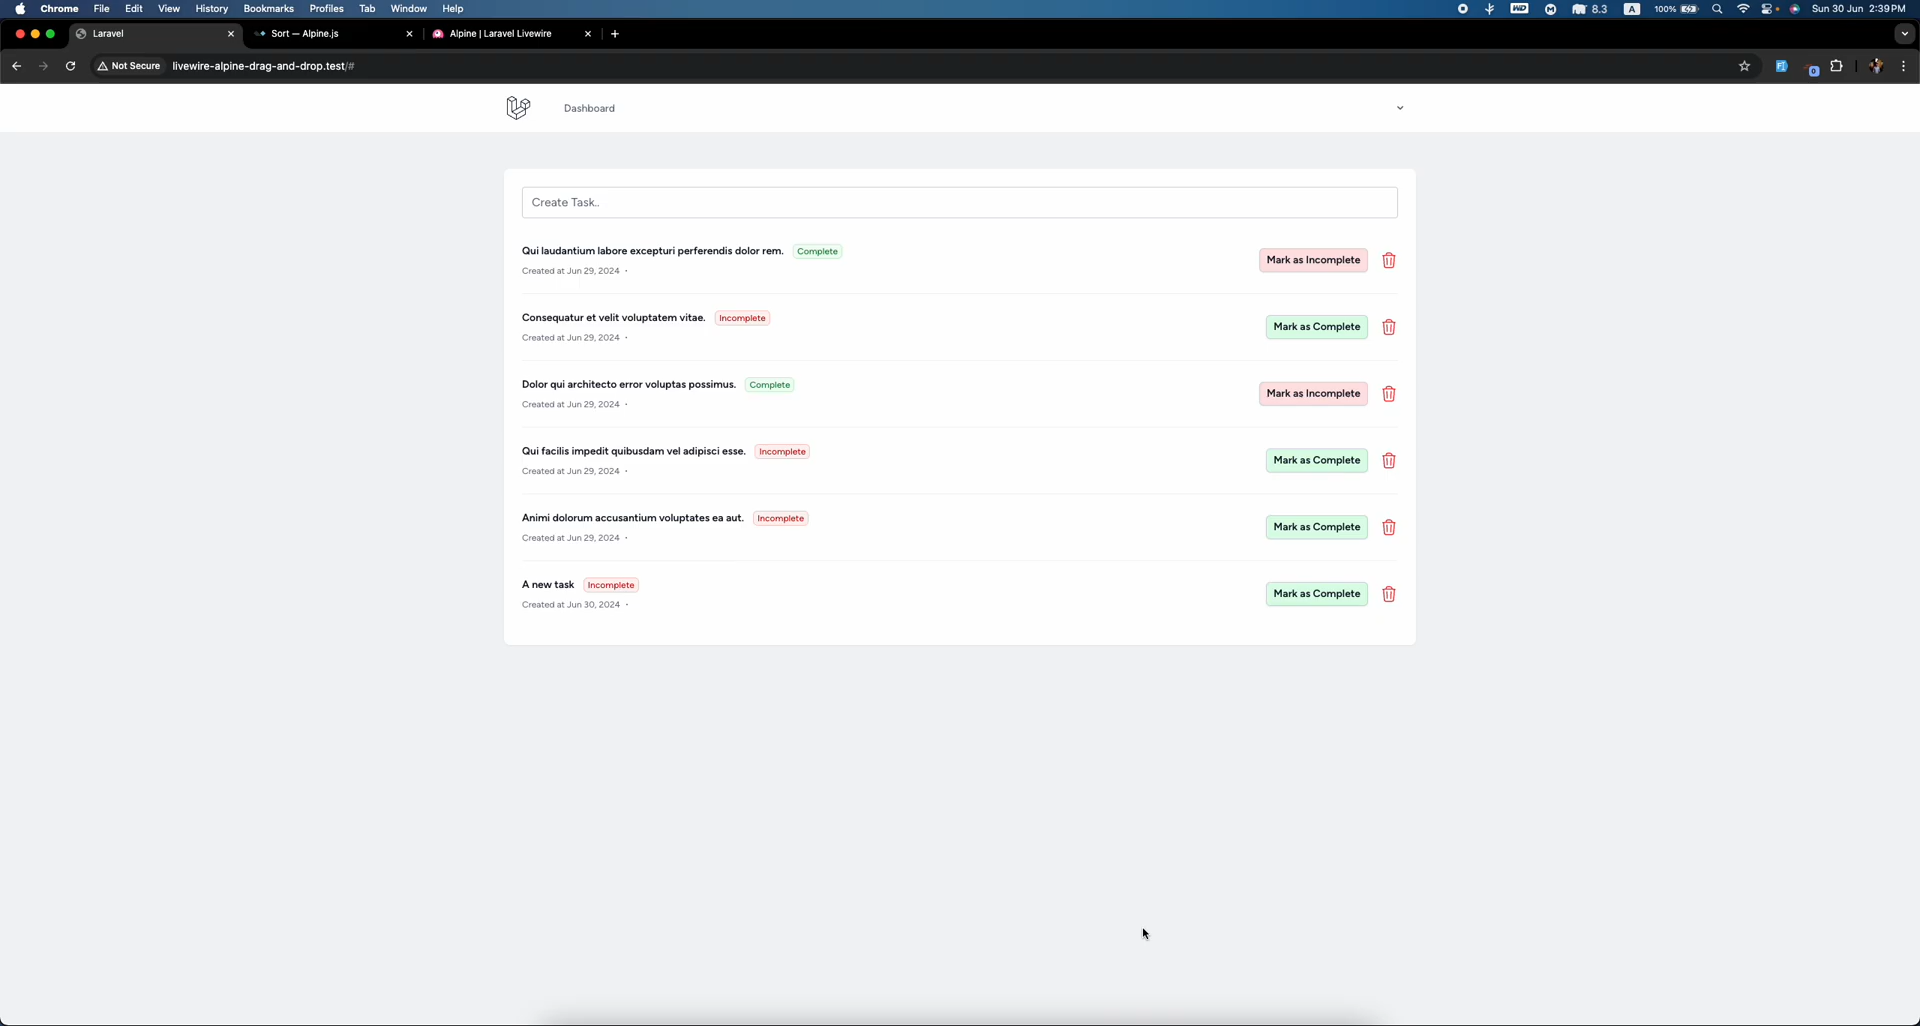 Chrome File Edit View History Bookmarks Profiles Tab Window Help WD M 8.3 A 100% Sun 30 Jun 2:39 PM
Laravel Sort — Alpine.js Alpine | Laravel Livewire
Not Secure livewire-alpine-drag-and-drop.test/# 0
Dashboard
Create Task..
Qui laudantium labore excepturi perferendis dolor rem. Complete
Mark as Incomplete
Created at Jun 29, 2024 ·
Consequatur et velit voluptatem vitae. Incomplete
Mark as Complete
Created at Jun 29, 2024 ·
Dolor qui architecto error voluptas possimus. Complete
Mark as Incomplete
Created at Jun 29, 2024 ·
Qui facilis impedit quibusdam vel adipisci esse. Incomplete
Mark as Complete
Created at Jun 29, 2024 ·
Animi dolorum accusantium voluptates ea aut. Incomplete
Mark as Complete
Created at Jun 29, 2024 ·
A new task Incomplete
Mark as Complete
Created at Jun 30, 2024 ·